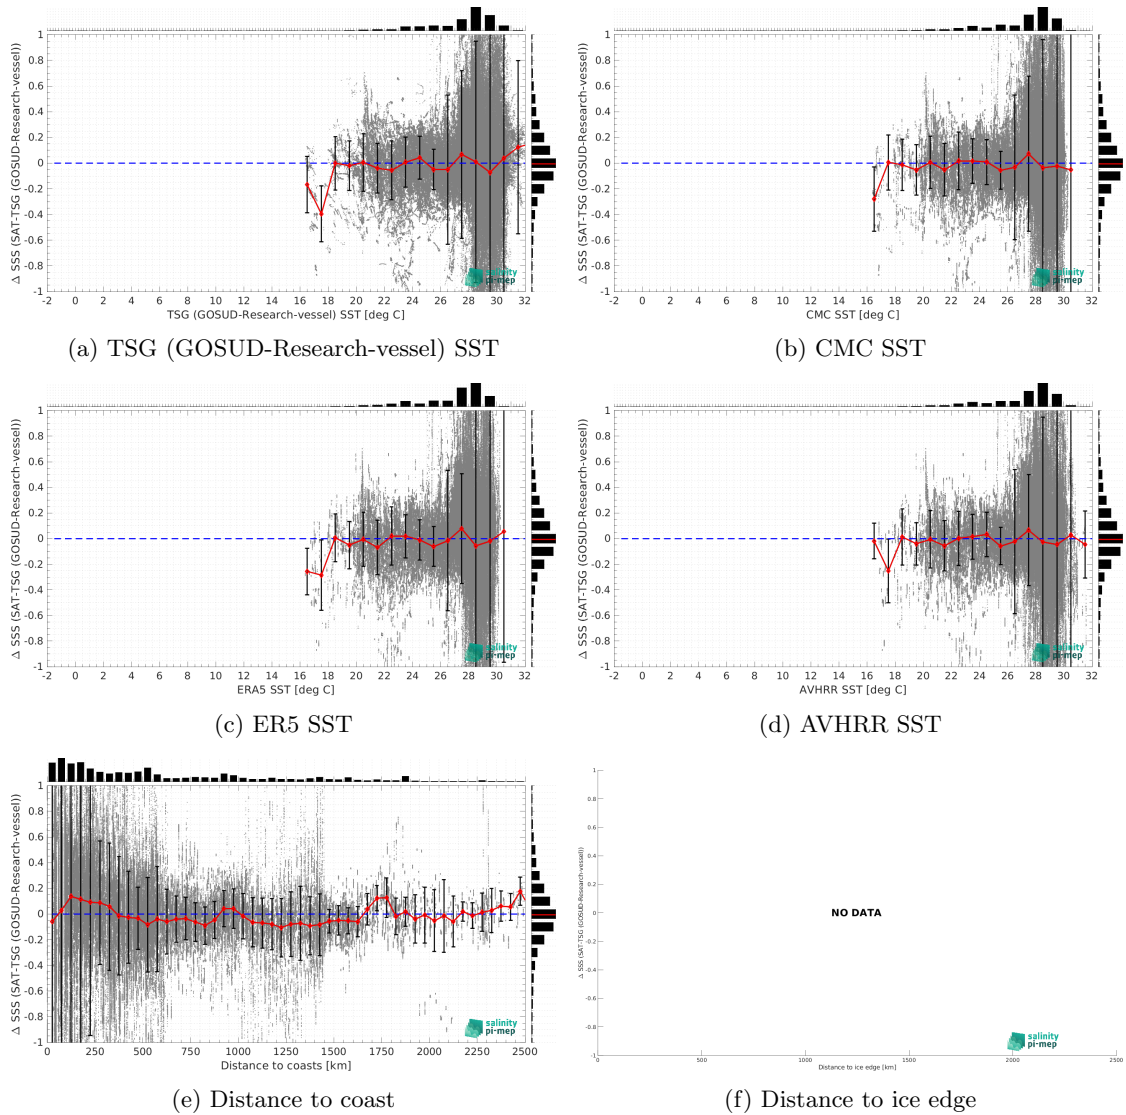 Δ SSS (SAT-TSG (GOSUD-Research-vessel))
1
0.8
0.6
0.4
0.2
0
-0.2
-0.4
-0.6
-0.8
-1
salinity
pi-mep
-2 0 2 4 6 8 10 12 14 16 18 20 22 24 26 28 30 32
TSG (GOSUD-Research-vessel) SST [deg C]
(a) TSG (GOSUD-Research-vessel) SST
Δ SSS (SAT-TSG (GOSUD-Research-vessel))
1
0.8
0.6
0.4
0.2
0
-0.2
-0.4
-0.6
-0.8
-1
salinity
pi-mep
-2 0 2 4 6 8 10 12 14 16 18 20 22 24 26 28 30 32
CMC SST [deg C]
(b) CMC SST
Δ SSS (SAT-TSG (GOSUD-Research-vessel))
1
0.8
0.6
0.4
0.2
0
-0.2
-0.4
-0.6
-0.8
-1
salinity
pi-mep
-2 0 2 4 6 8 10 12 14 16 18 20 22 24 26 28 30 32
ERA5 SST [deg C]
(c) ER5 SST
Δ SSS (SAT-TSG (GOSUD-Research-vessel))
1
0.8
0.6
0.4
0.2
0
-0.2
-0.4
-0.6
-0.8
-1
salinity
pi-mep
-2 0 2 4 6 8 10 12 14 16 18 20 22 24 26 28 30 32
AVHRR SST [deg C]
(d) AVHRR SST
Δ SSS (SAT-TSG (GOSUD-Research-vessel))
1
0.8
0.6
0.4
0.2
0
-0.2
-0.4
-0.6
-0.8
-1
salinity
pi-mep
0 250 500 750 1000 1250 1500 1750 2000 2250 2500
Distance to coasts [km]
(e) Distance to coast
Δ SSS (SAT-TSG (GOSUD-Research-vessel))
1
0.8
0.6
0.4
0.2
0
-0.2
-0.4
-0.6
-0.8
-1
NO DATA
salinity
pi-mep
0 500 1000 1500 2000 2500
Distance to ice edge [km]
(f) Distance to ice edge